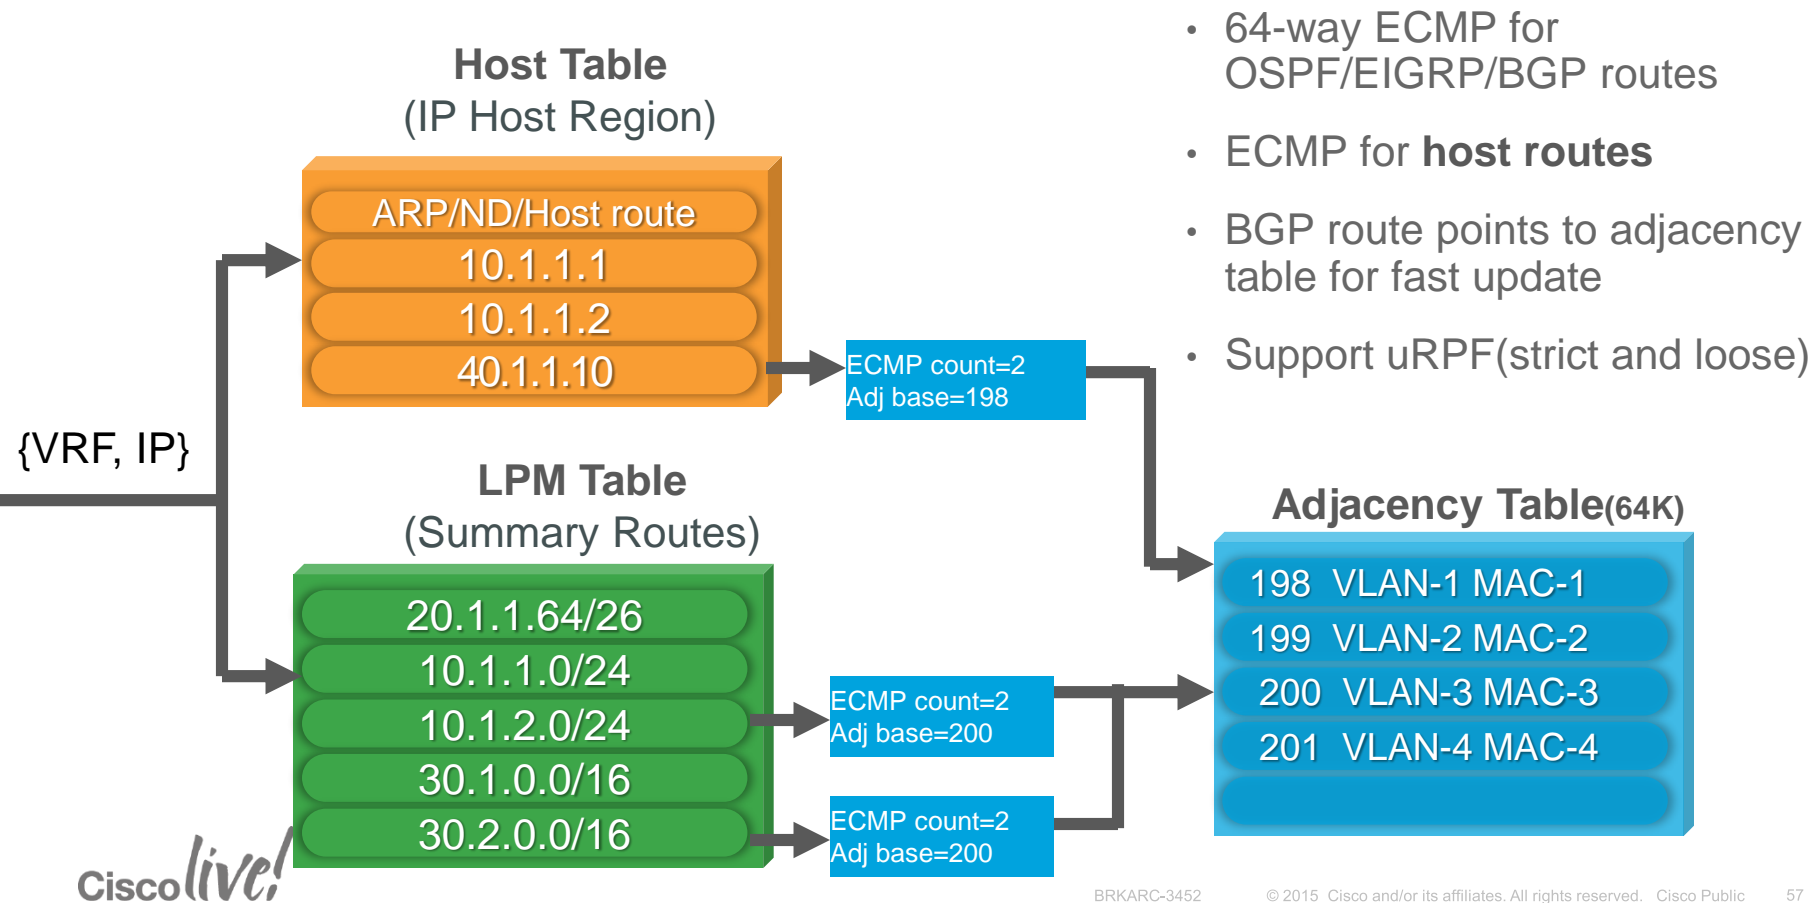 Host Table
(IP Host Region)
ARP/ND/Host route
10.1.1.1
10.1.1.2
40.1.1.10
ECMP count=2
Adj base=198
{VRF, IP}
LPM Table
(Summary Routes)
20.1.1.64/26
10.1.1.0/24
10.1.2.0/24
30.1.0.0/16
30.2.0.0/16
ECMP count=2
Adj base=200
ECMP count=2
Adj base=200
• 64-way ECMP for
OSPF/EIGRP/BGP routes
• ECMP for host routes
• BGP route points to adjacency
table for fast update
• Support uRPF(strict and loose)
Adjacency Table(64K)
198 VLAN-1 MAC-1
199 VLAN-2 MAC-2
200 VLAN-3 MAC-3
201 VLAN-4 MAC-4
Cisco live!
BRKARC-3452 © 2015 Cisco and/or its affiliates. All rights reserved. Cisco Public 57